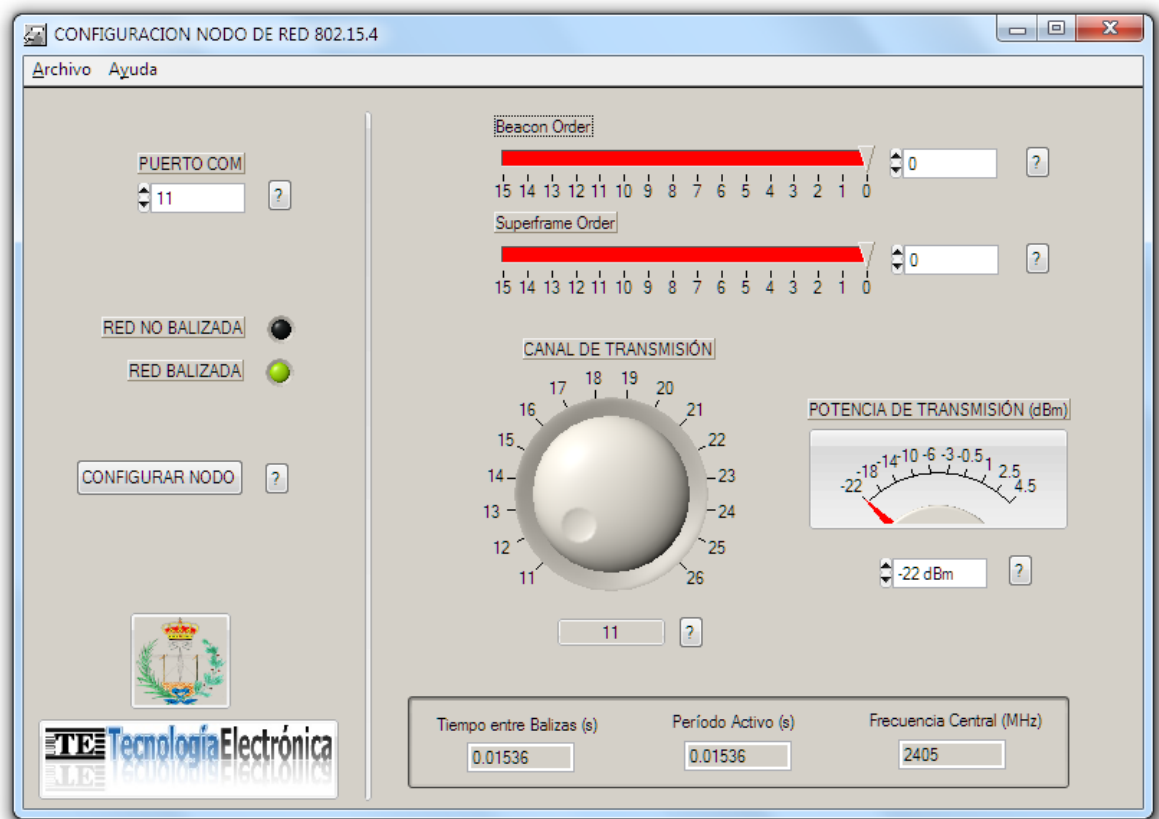 CONFIGURACION NODO DE RED 802.15.4
Archivo Ayuda
PUERTO COM
11
?
RED NO BALIZADA
RED BALIZADA
CONFIGURAR NODO
?
TE Tecnología Electrónica
Beacon Order
0
?
15 14 13 12 11 10 9 8 7 6 5 4 3 2 1 0
Superframe Order
0
?
15 14 13 12 11 10 9 8 7 6 5 4 3 2 1 0
CANAL DE TRANSMISIÓN
11 12 13 14 15 16 17 18 19 20 21 22 23 24 25 26
11
?
POTENCIA DE TRANSMISIÓN (dBm)
-22 -18 -14 -10 -6 -3 -0.5 1 2.5 4.5
-22 dBm
?
Tiempo entre Balizas (s)
0.01536
Período Activo (s)
0.01536
Frecuencia Central (MHz)
2405